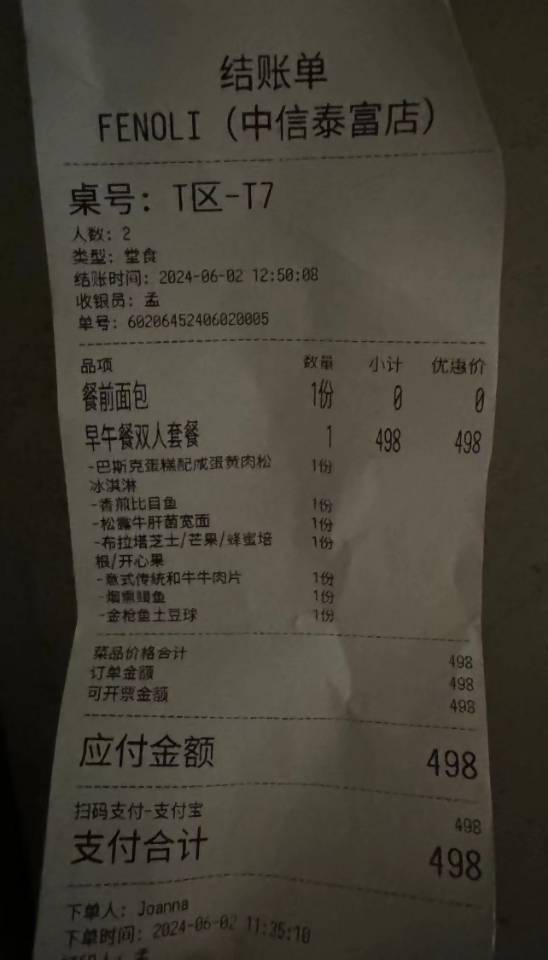 结账单
FENOLI (中信泰富店)
桌号: T区-T7
人数: 2
类型: 堂食
结账时间: 2024-06-02 12:50:08
收银员: 孟
单号: 60206452406020005
品项 数量 小计 优惠价
餐前面包 1份 0 0
早午餐双人套餐 1 498 498
-巴斯克蛋糕配咸蛋黄肉松 1份
冰淇淋
-香煎比目鱼 1份
-松露牛肝菌宽面 1份
-布拉塔芝士/芒果/蜂蜜培 1份
根/开心果
-意式传统和牛牛肉片 1份
-烟熏鳗鱼 1份
-金枪鱼土豆球 1份
菜品价格合计 498
订单金额 498
可开票金额 498
应付金额 498
扫码支付-支付宝 498
支付合计 498
下单人: Joanna
下单时间: 2024-06-02 11:35:10